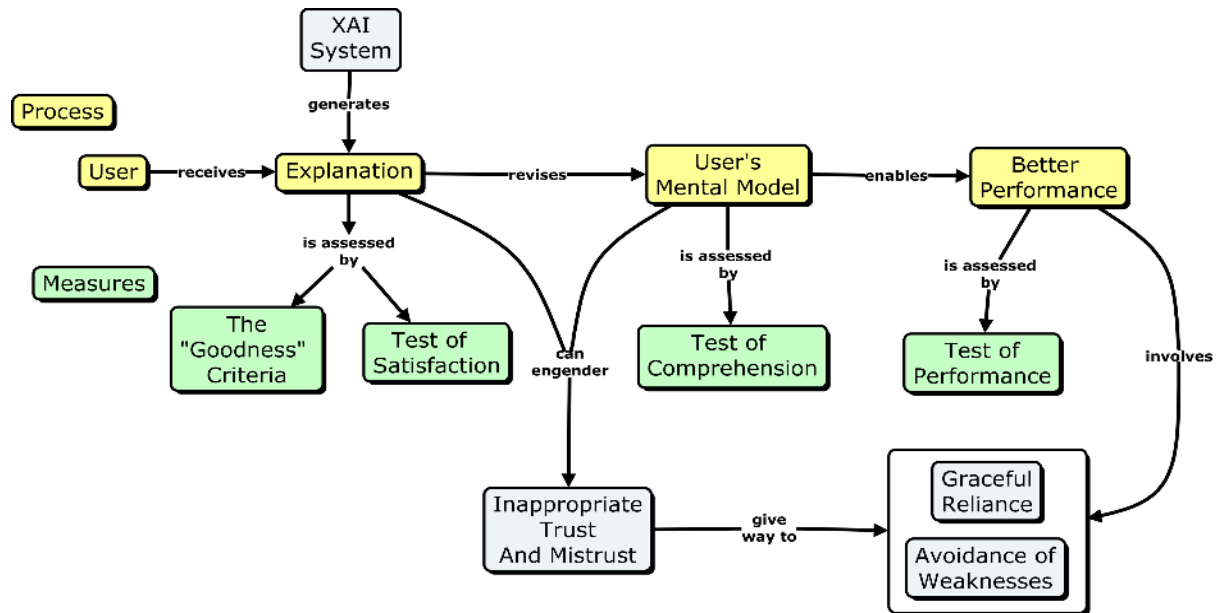 XAI
System
generates
Process
User
receives
Explanation
revises
User's
Mental Model
enables
Better
Performance
is assessed
by
is assessed
by
is assessed
by
Measures
The
"Goodness"
Criteria
Test of
Satisfaction
can
engender
Test of
Comprehension
Test of
Performance
involves
Inappropriate
Trust
And Mistrust
give
way to
Graceful
Reliance
Avoidance of
Weaknesses